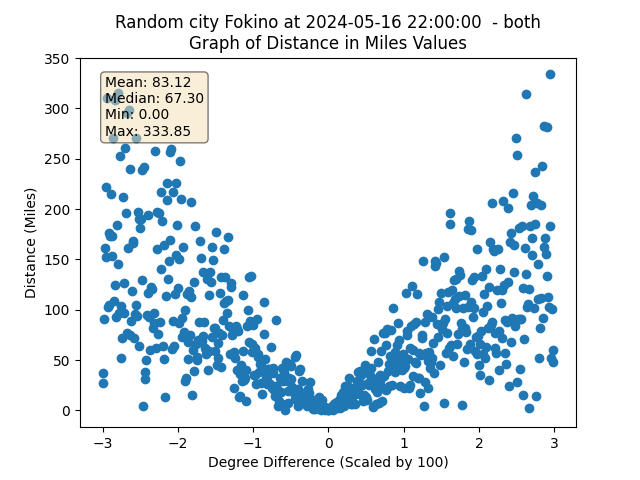 Random city Fokino at 2024-05-16 22:00:00 - both
Graph of Distance in Miles Values
Mean: 83.12
Median: 67.30
Min: 0.00
Max: 333.85
350
300
250
200
150
100
50
0
Distance (Miles)
−3 −2 −1 0 1 2 3
Degree Difference (Scaled by 100)